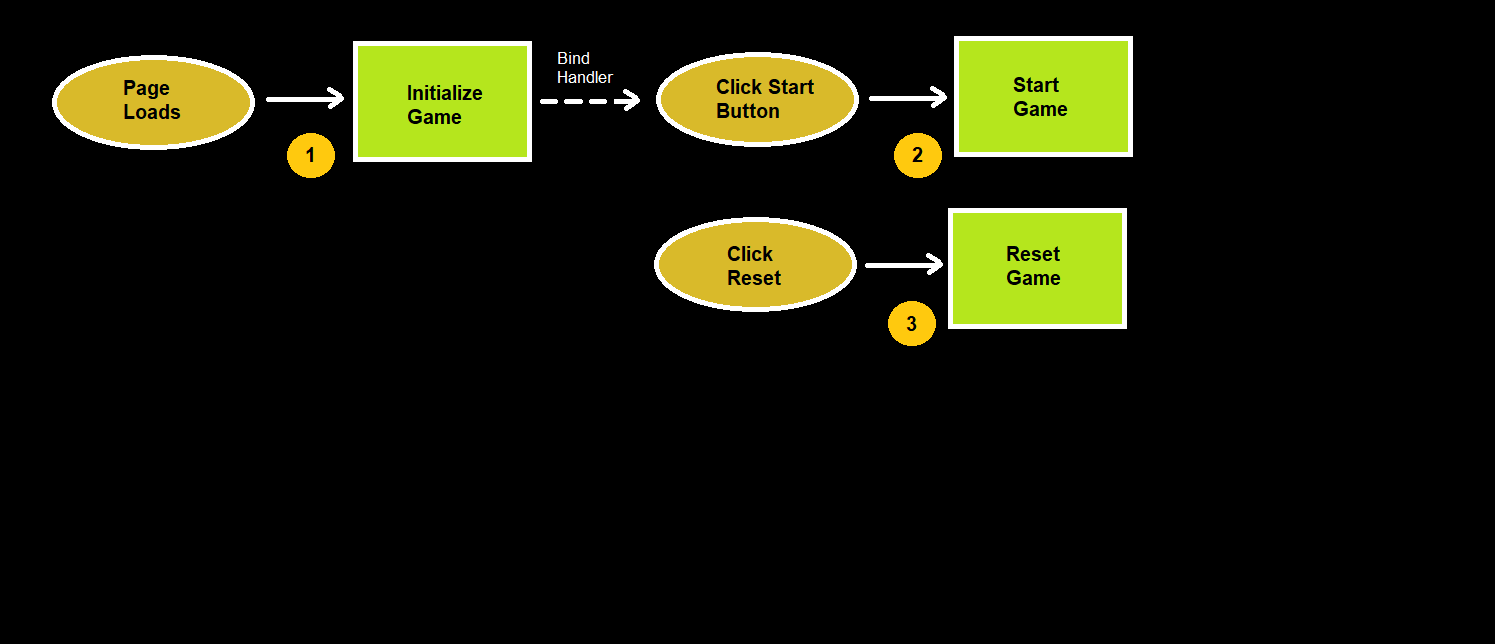 Page
Loads
1
Initialize
Game
Bind
Handler
Click Start
Button
2
Start
Game
Click
Reset
3
Reset
Game